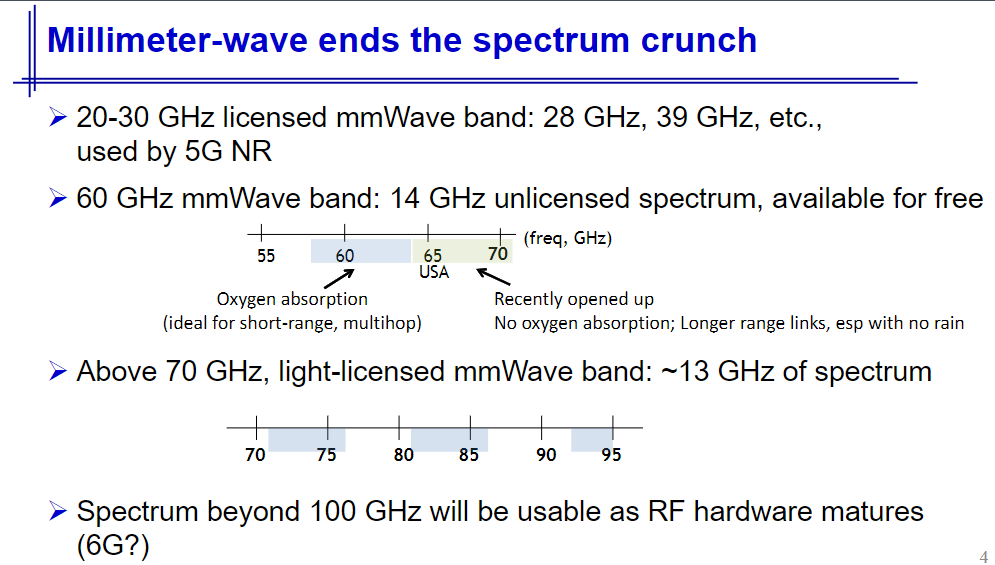 Millimeter-wave ends the spectrum crunch
20-30 GHz licensed mmWave band: 28 GHz, 39 GHz, etc.,
used by 5G NR
60 GHz mmWave band: 14 GHz unlicensed spectrum, available for free
(freq, GHz)
55 60 65 70
USA
Oxygen absorption
(ideal for short-range, multihop)
Recently opened up
No oxygen absorption; Longer range links, esp with no rain
Above 70 GHz, light-licensed mmWave band: ~13 GHz of spectrum
70 75 80 85 90 95
Spectrum beyond 100 GHz will be usable as RF hardware matures
(6G?)
4